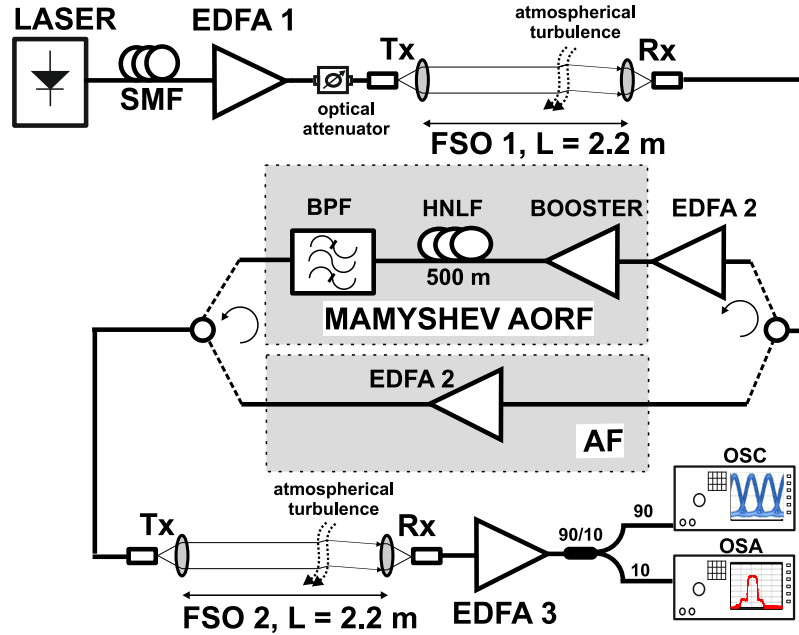 LASER
EDFA 1
SMF
optical
attenuator
Tx
atmospherical
turbulence
Rx
FSO 1, L = 2.2 m
BPF
HNLF
BOOSTER
EDFA 2
500 m
MAMYSHEV AORF
EDFA 2
AF
atmospherical
turbulence
Tx
Rx
FSO 2, L = 2.2 m
EDFA 3
90/10
90
10
OSC
OSA